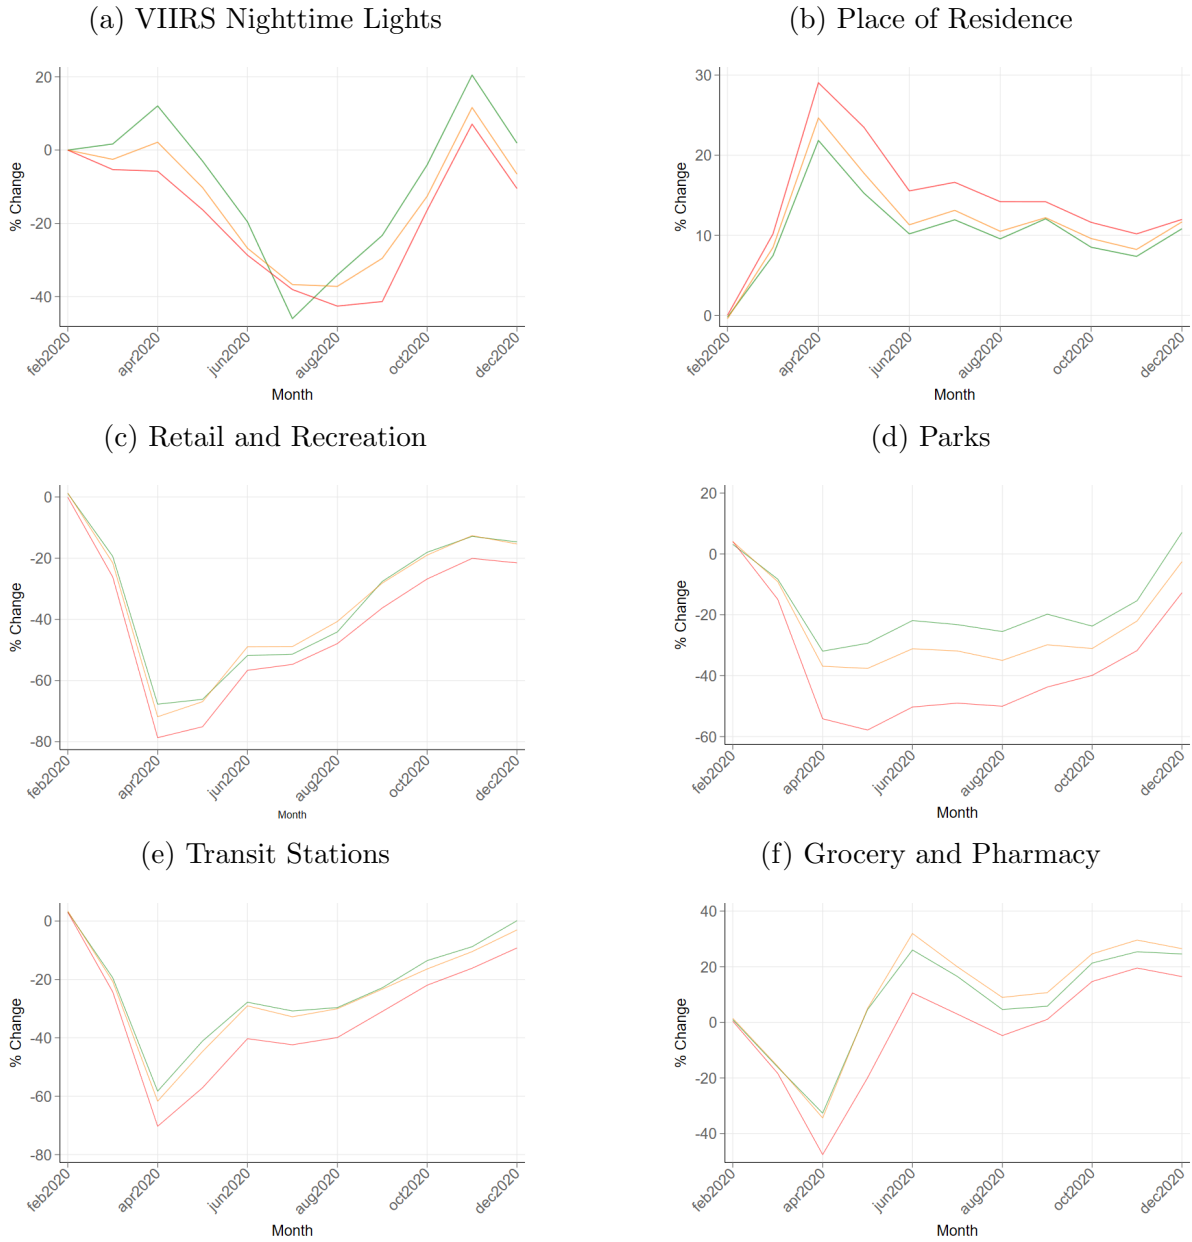 (a) VIIRS Nighttime Lights
20
0
-20
-40
% Change
feb2020
apr2020
jun2020
aug2020
oct2020
dec2020
Month
(b) Place of Residence
30
20
10
0
% Change
feb2020
apr2020
jun2020
aug2020
oct2020
dec2020
Month
(c) Retail and Recreation
0
-20
-40
-60
-80
% Change
feb2020
apr2020
jun2020
aug2020
oct2020
dec2020
Month
(d) Parks
20
0
-20
-40
-60
% Change
feb2020
apr2020
jun2020
aug2020
oct2020
dec2020
Month
(e) Transit Stations
0
-20
-40
-60
-80
% Change
feb2020
apr2020
jun2020
aug2020
oct2020
dec2020
Month
(f) Grocery and Pharmacy
40
20
0
-20
-40
% Change
feb2020
apr2020
jun2020
aug2020
oct2020
dec2020
Month